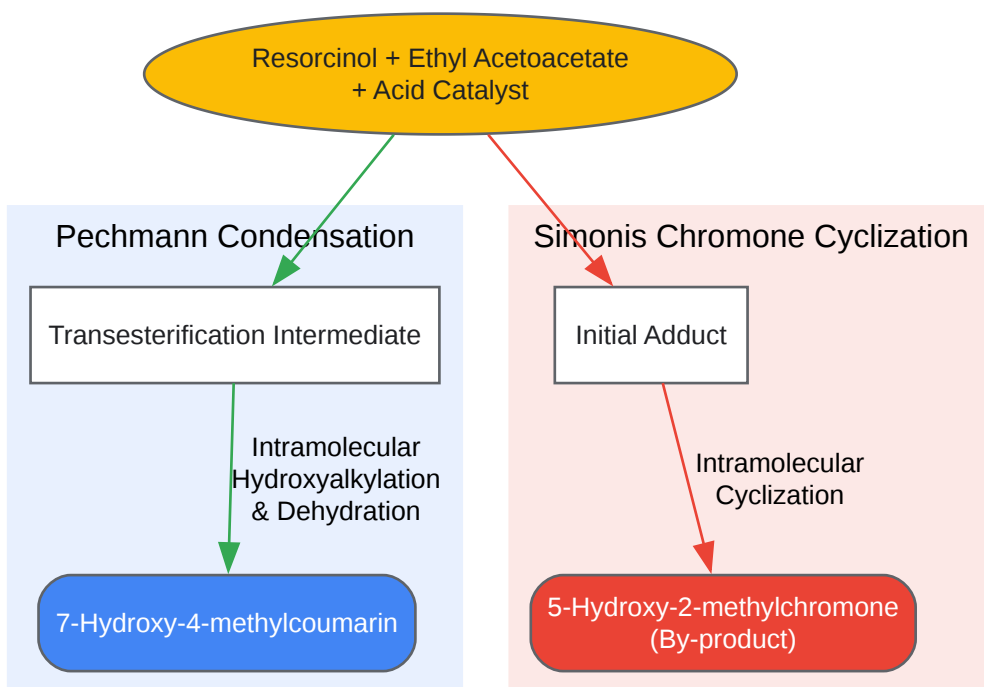 Resorcinol + Ethyl Acetoacetate
+ Acid Catalyst
Pechmann Condensation
Simonis Chromone Cyclization
Transesterification Intermediate
Initial Adduct
Intramolecular
Hydroxyalkylation
& Dehydration
Intramolecular
Cyclization
7-Hydroxy-4-methylcoumarin
5-Hydroxy-2-methylchromone
(By-product)